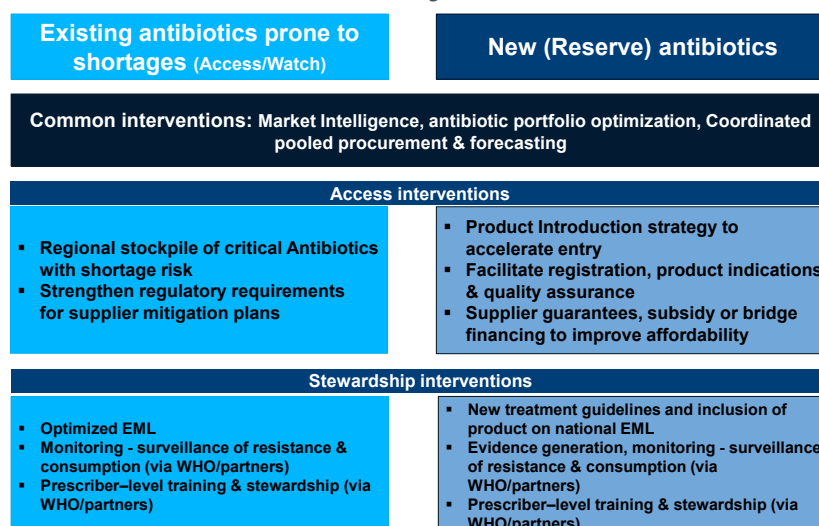 Existing antibiotics prone to
shortages (Access/Watch)
New (Reserve) antibiotics
Common interventions: Market Intelligence, antibiotic portfolio optimization, Coordinated
pooled procurement & forecasting
Access interventions
▪ Regional stockpile of critical Antibiotics
with shortage risk
▪ Strengthen regulatory requirements
for supplier mitigation plans
▪ Product Introduction strategy to
accelerate entry
▪ Facilitate registration, product indications
& quality assurance
▪ Supplier guarantees, subsidy or bridge
financing to improve affordability
Stewardship interventions
▪ Optimized EML
▪ Monitoring - surveillance of resistance &
consumption (via WHO/partners)
▪ Prescriber–level training & stewardship (via
WHO/partners)
▪ New treatment guidelines and inclusion of
product on national EML
▪ Evidence generation, monitoring - surveillance
of resistance & consumption (via
WHO/partners)
▪ Prescriber–level training & stewardship (via
WHO/partners)